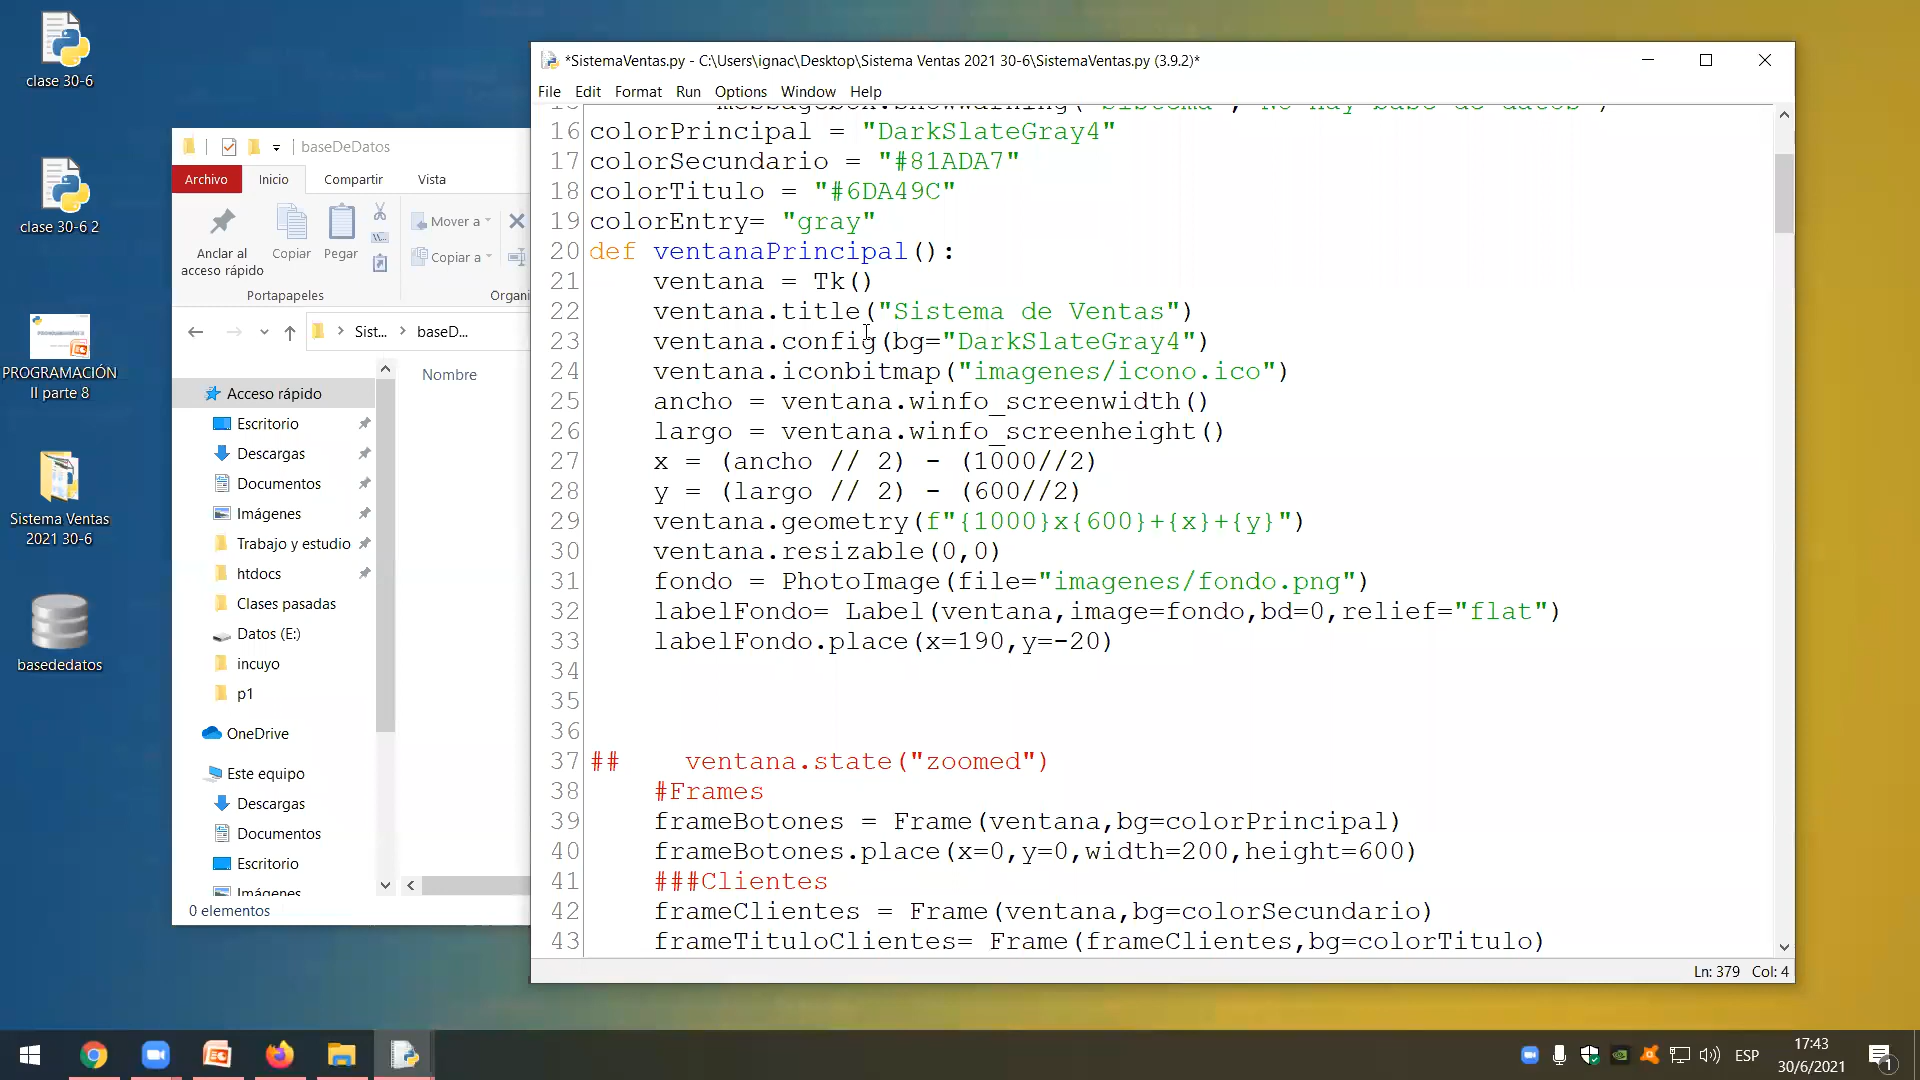 clase 30-6
clase 30-6 2
PROGRAMACIÓN
II parte 8
Sistema Ventas
2021 30-6
basededatos
baseDeDatos
Archivo
Inicio
Compartir
Vista
Anclar al
acceso rápido
Copiar
Pegar
Mover a
Copiar a
Portapapeles
Organi
Sist...
baseD...
Nombre
Acceso rápido
Escritorio
Descargas
Documentos
Imágenes
Trabajo y estudio
htdocs
Clases pasadas
Datos (E:)
incuyo
p1
OneDrive
Este equipo
Descargas
Documentos
Escritorio
Imágenes
0 elementos
*SistemaVentas.py - C:\Users\ignac\Desktop\Sistema Ventas 2021 30-6\SistemaVentas.py (3.9.2)*
File Edit Format Run Options Window Help
16 colorPrincipal = "DarkSlateGray4"
17 colorSecundario = "#81ADA7"
18 colorTitulo = "#6DA49C"
19 colorEntry= "gray"
20 def ventanaPrincipal():
21 ventana = Tk()
22 ventana.title("Sistema de Ventas")
23 ventana.config(bg="DarkSlateGray4")
24 ventana.iconbitmap("imagenes/icono.ico")
25 ancho = ventana.winfo_screenwidth()
26 largo = ventana.winfo_screenheight()
27 x = (ancho // 2) - (1000//2)
28 y = (largo // 2) - (600//2)
29 ventana.geometry(f"{1000}x{600}+{x}+{y}")
30 ventana.resizable(0,0)
31 fondo = PhotoImage(file="imagenes/fondo.png")
32 labelFondo= Label(ventana,image=fondo,bd=0,relief="flat")
33 labelFondo.place(x=190,y=-20)
34
35
36
37 ## ventana.state("zoomed")
38 #Frames
39 frameBotones = Frame(ventana,bg=colorPrincipal)
40 frameBotones.place(x=0,y=0,width=200,height=600)
41 ###Clientes
42 frameClientes = Frame(ventana,bg=colorSecundario)
43 frameTituloClientes= Frame(frameClientes,bg=colorTitulo)
Ln: 379 Col: 4
ESP
17:43
30/6/2021
1